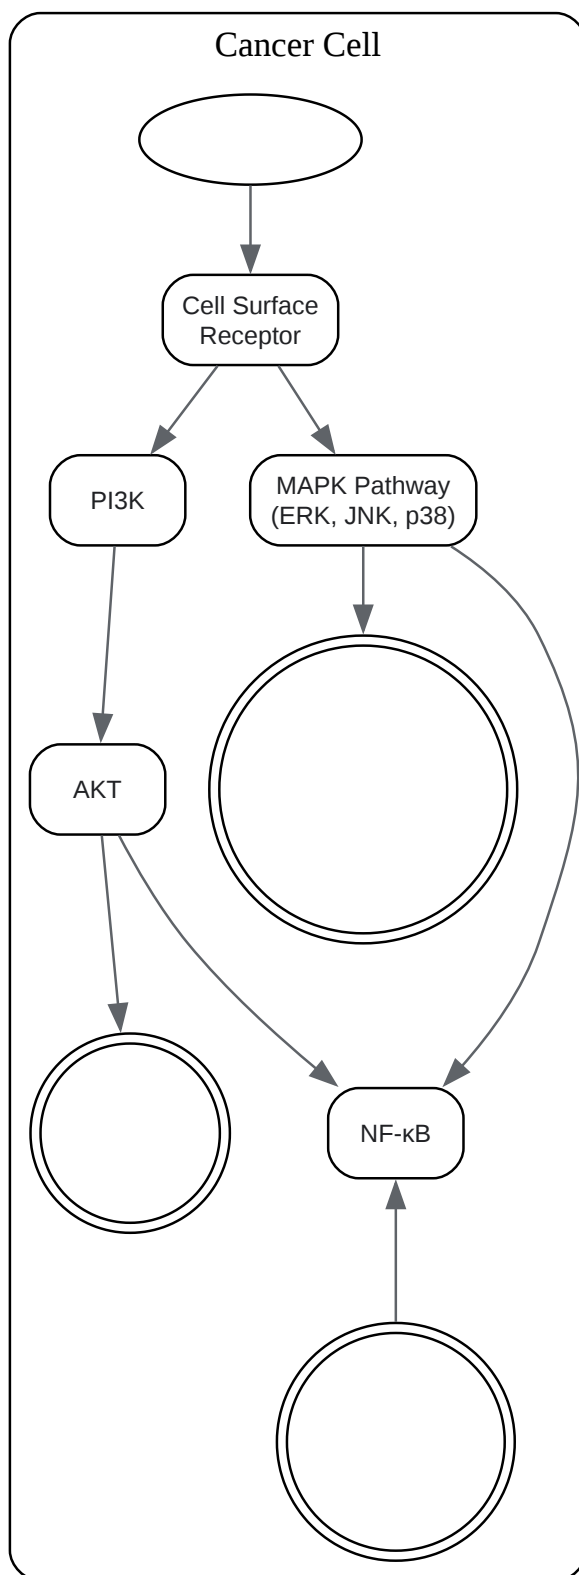 Cancer Cell
Cell Surface
Receptor
PI3K
MAPK Pathway
(ERK, JNK, p38)
AKT
NF-κB